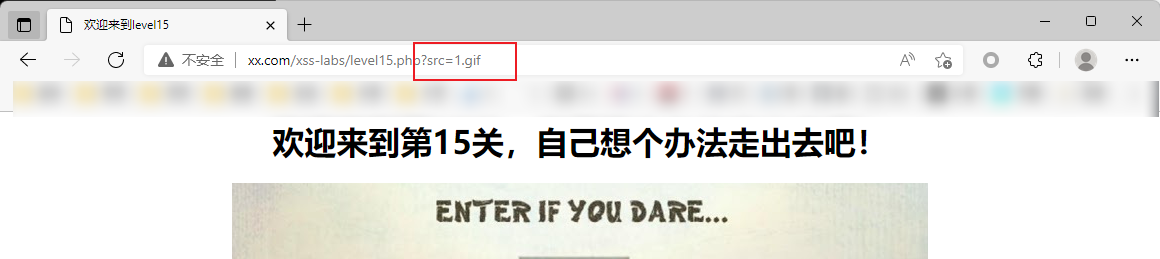 欢迎来到level15
不安全 | xx.com/xss-labs/level15.php?src=1.gif
欢迎来到第15关，自己想个办法走出去吧！
ENTER IF YOU DARE...